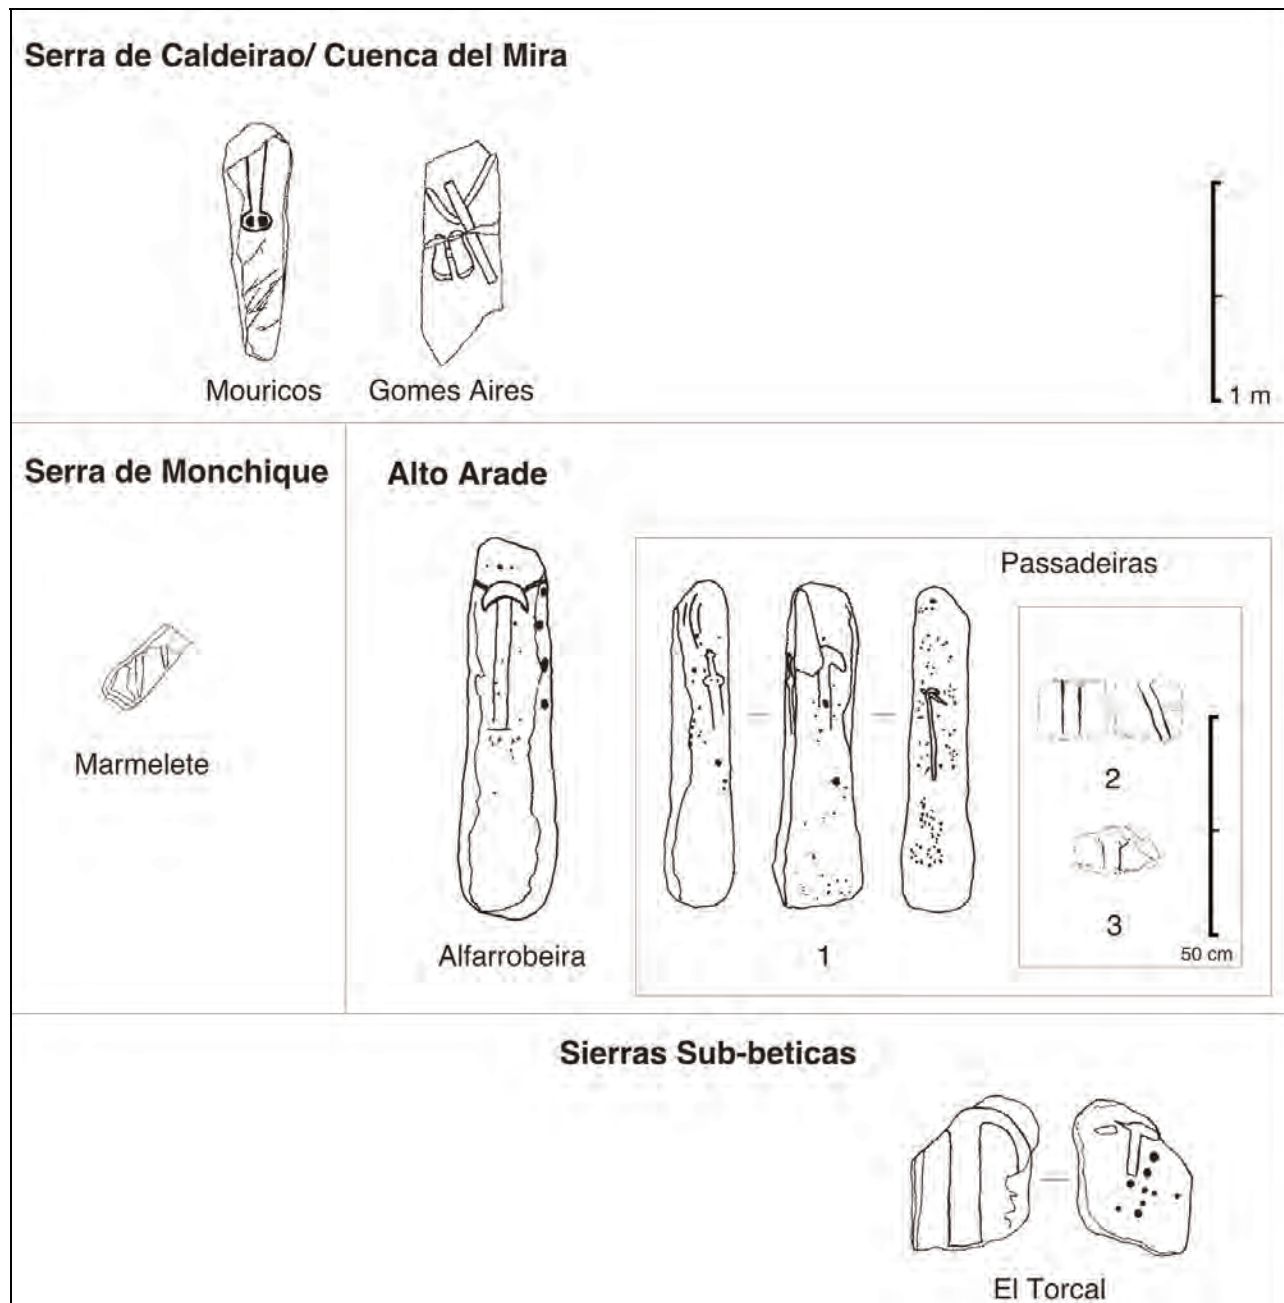 Serra de Caldeirao/ Cuenca del Mira
Mouricos
Gomes Aires
1 m
Serra de Monchique
Alto Arade
Passadeiras
Marmelete
2
3
50 cm
Alfarrobeira
1
Sierras Sub-beticas
El Torcal